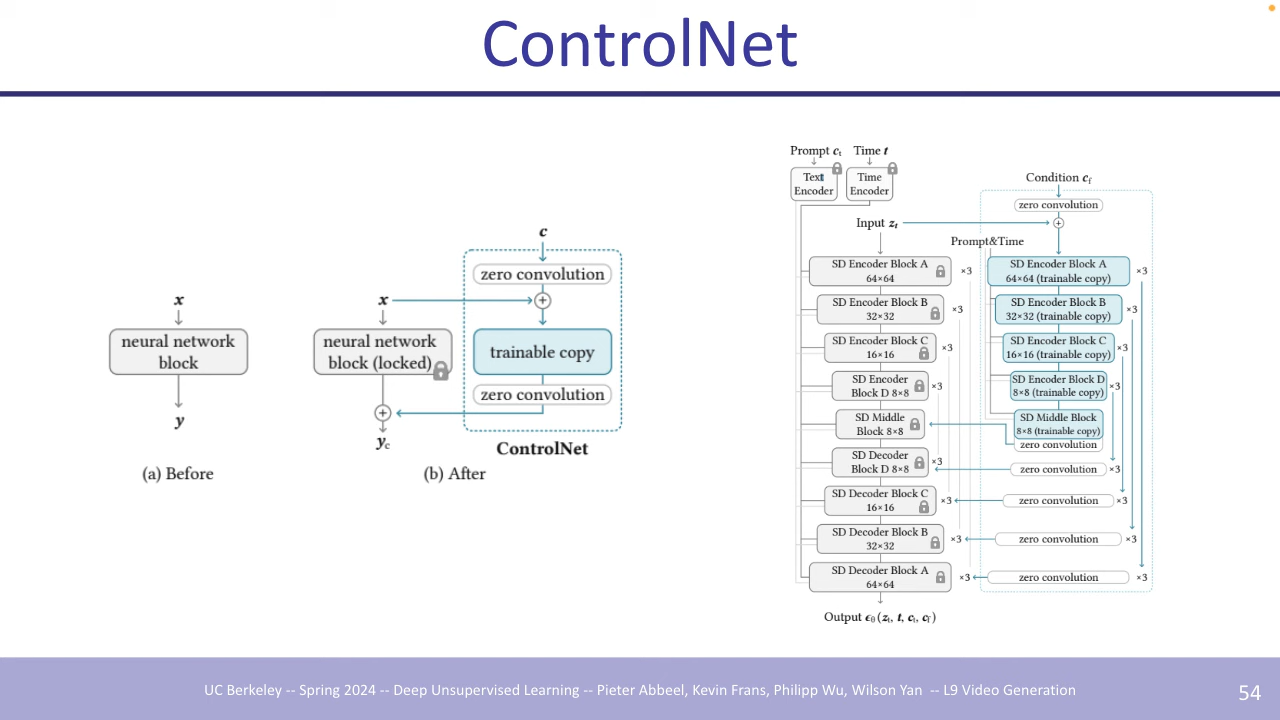 ControlNet
x
neural network
block
y
(a) Before
c
zero convolution
x
+
neural network
block (locked)
trainable copy
zero convolution
+
yc
ControlNet
(b) After
Prompt ct
Time t
Text
Encoder
Time
Encoder
Condition cf
zero convolution
Input zt
+
Prompt&Time
SD Encoder Block A
64×64
×3
SD Encoder Block A
64×64 (trainable copy)
×3
SD Encoder Block B
32×32
×3
SD Encoder Block B
32×32 (trainable copy)
×3
SD Encoder Block C
16×16
×3
SD Encoder Block C
16×16 (trainable copy)
×3
SD Encoder
Block D 8×8
×3
SD Encoder Block D
8×8 (trainable copy)
×3
SD Middle
Block 8×8
SD Middle Block
8×8 (trainable copy)
zero convolution
SD Decoder
Block D 8×8
×3
zero convolution
×3
SD Decoder Block C
16×16
×3
zero convolution
×3
SD Decoder Block B
32×32
×3
zero convolution
×3
SD Decoder Block A
64×64
×3
zero convolution
×3
Output ϵθ(zt, t, ct, cf)
UC Berkeley -- Spring 2024 -- Deep Unsupervised Learning -- Pieter Abbeel, Kevin Frans, Philipp Wu, Wilson Yan -- L9 Video Generation
54